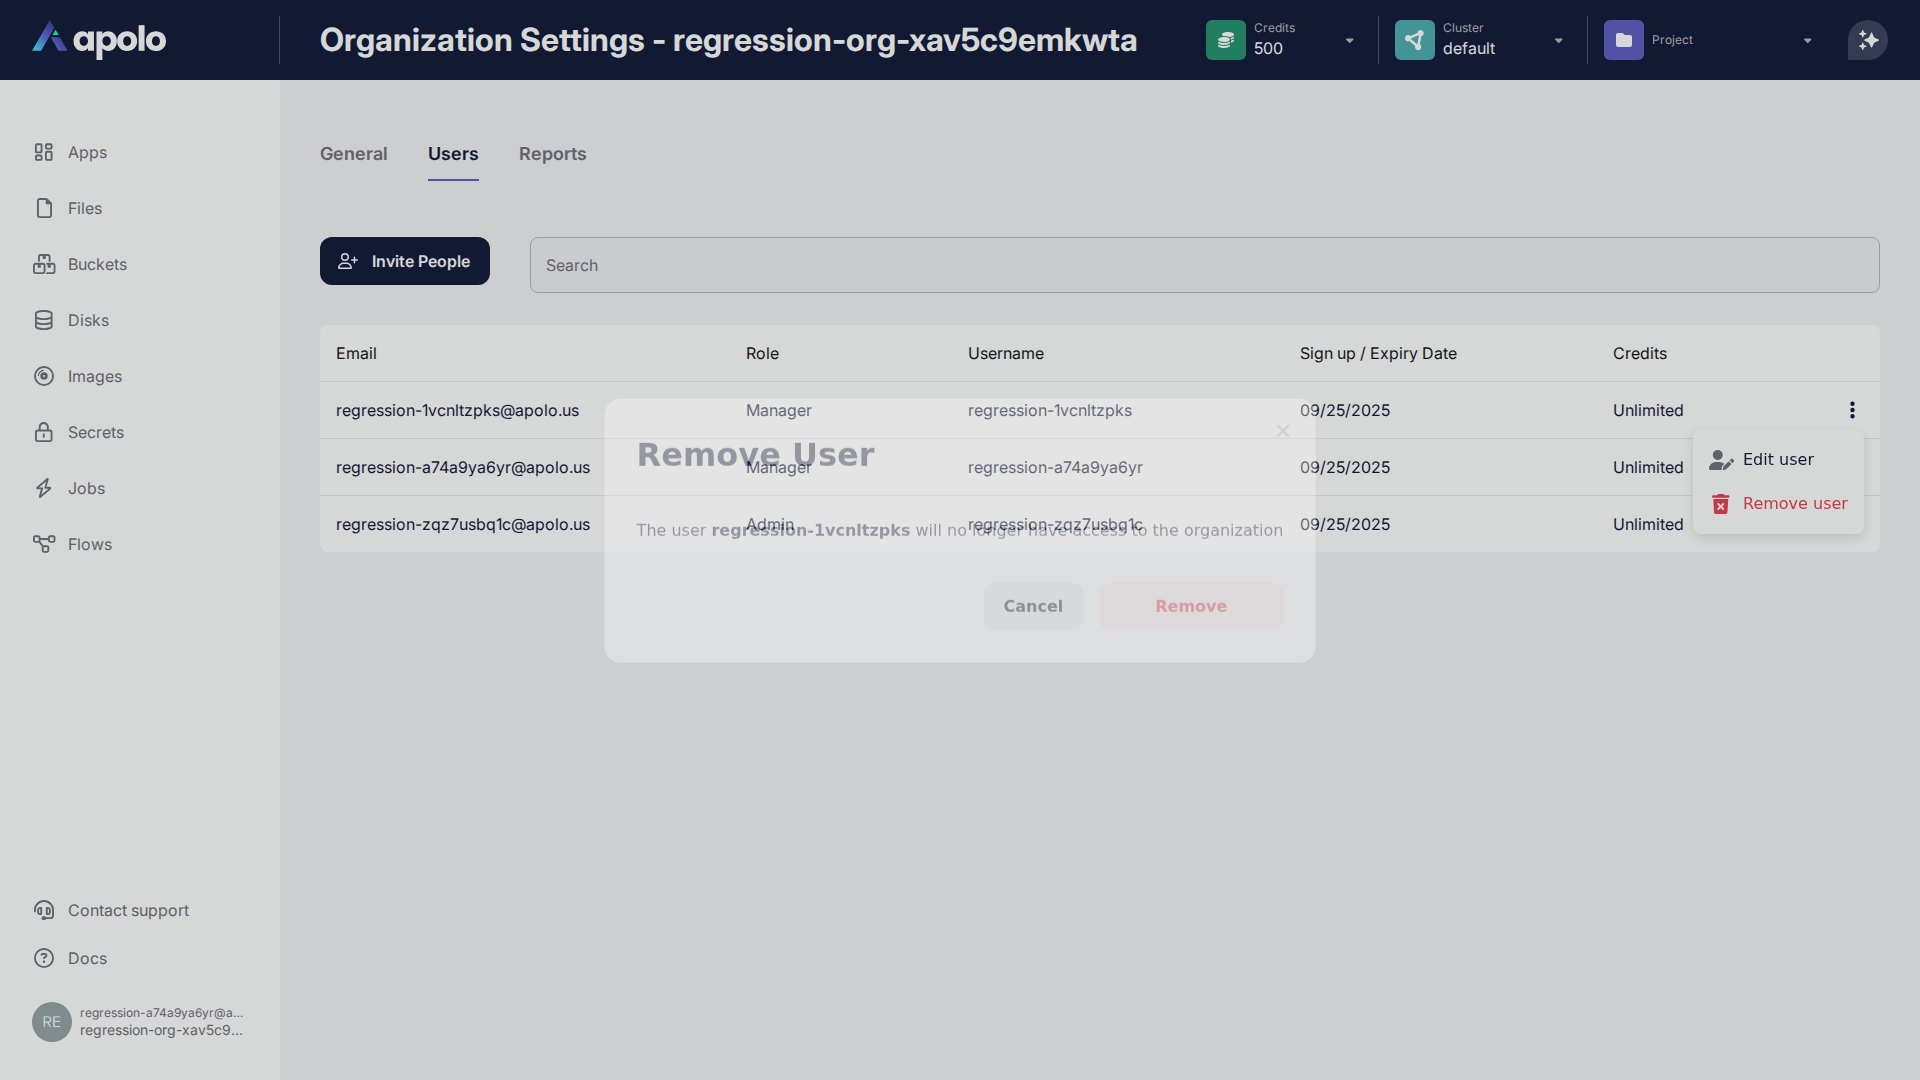 apolo
Organization Settings - regression-org-xav5c9emkwta
Credits
500
Cluster
default
Project
Apps
Files
Buckets
Disks
Images
Secrets
Jobs
Flows
Contact support
Docs
RE
regression-a74a9ya6yr@a...
regression-org-xav5c9...
General Users Reports
Invite People
Search
Email Role Username Sign up / Expiry Date Credits
regression-1vcnltzpks@apolo.us Manager regression-1vcnltzpks 09/25/2025 Unlimited
regression-a74a9ya6yr@apolo.us Manager regression-a74a9ya6yr 09/25/2025 Unlimited
regression-zqz7usbq1c@apolo.us Admin regression-zqz7usbq1c 09/25/2025 Unlimited
Edit user
Remove user
Remove User
The user regression-1vcnltzpks will no longer have access to the organization
Cancel Remove